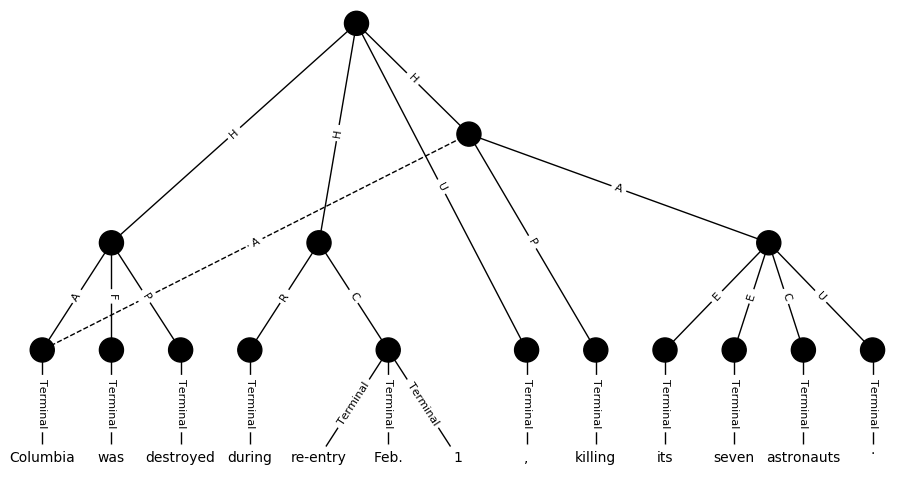 H
H
H
U
A
A
P
A
F
P
R
C
E
E
C
U
Terminal Terminal Terminal Terminal Terminal Terminal Terminal Terminal Terminal Terminal Terminal Terminal Terminal
Columbia was destroyed during re-entry Feb. 1 , killing its seven astronauts .